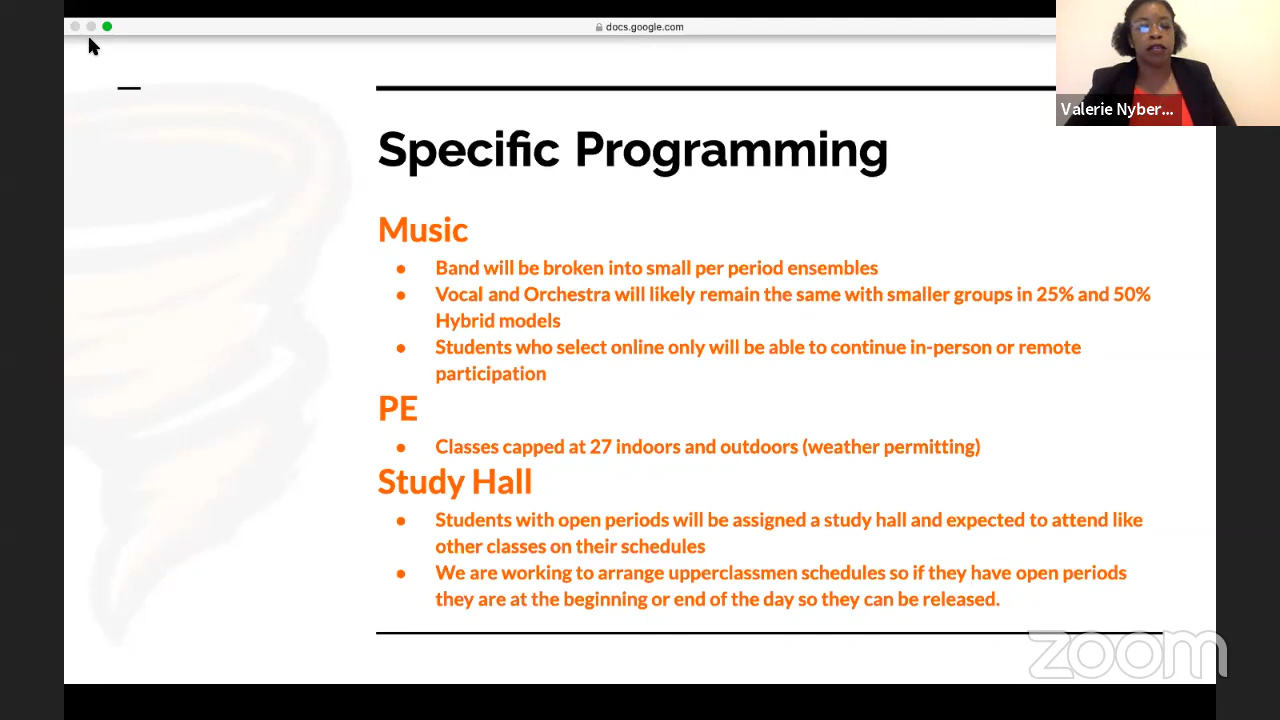 docs.google.com
Valerie Nyber...
Specific Programming
Music
● Band will be broken into small per period ensembles
● Vocal and Orchestra will likely remain the same with smaller groups in 25% and 50%
Hybrid models
● Students who select online only will be able to continue in-person or remote
participation
PE
● Classes capped at 27 indoors and outdoors (weather permitting)
Study Hall
● Students with open periods will be assigned a study hall and expected to attend like
other classes on their schedules
● We are working to arrange upperclassmen schedules so if they have open periods
they are at the beginning or end of the day so they can be released.
zoom